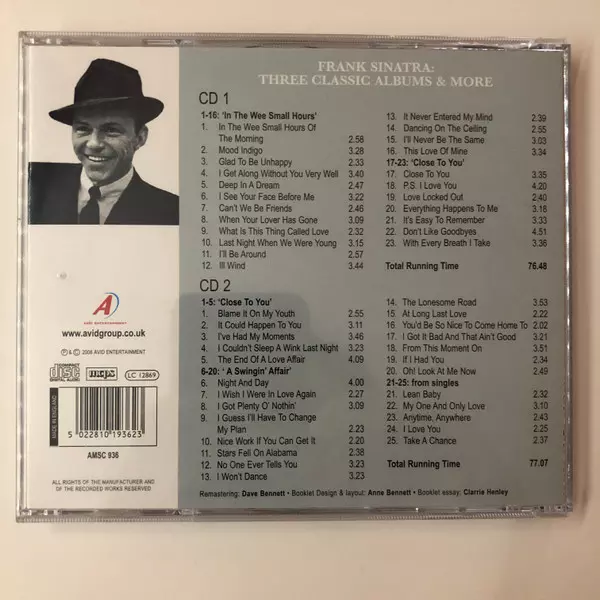 FRANK SINATRA:
THREE CLASSIC ALBUMS & MORE
CD 1
1-16: 'In The Wee Small Hours'
1. In The Wee Small Hours Of
The Morning 2.58
2. Mood Indigo 3.28
3. Glad To Be Unhappy
4. I Get Along Without You Very Well 3.40
5. Deep In A Dream
6. I See Your Face Before Me 3.22
7. Can't We Be Friends 2.46
8. When Your Lover Has Gone 3.09
9. What Is This Thing Called Love
10. Last Night When We Were Young 3.15
11. I'll Be Around 2.57
12. Ill Wind 3.44
13. It Never Entered My Mind 2.39
14. Dancing On The Ceiling 2.55
15. I'll Never Be The Same 3.03
16. This Love Of Mine 3.34
17-23: 'Close To You'
17. Close To You 3.35
18. P.S. I Love You 4.20
19. Love Locked Out 2.40
20. Everything Happens To Me 3.18
21. It's Easy To Remember 3.33
22. Don't Like Goodbyes 4.51
23. With Every Breath I Take 3.36
Total Running Time 76.48
CD 2
1-5: 'Close To You'
1. Blame It On My Youth 2.55
2. It Could Happen To You 3.11
3. I've Had My Moments
4. I Couldn't Sleep A Wink Last Night
5. The End Of A Love Affair 4.09
6-20: ' A Swingin' Affair'
6. Night And Day 4.00
7. I Wish I Were In Love Again 2.27
8. I Got Plenty O' Nothin' 3.09
9. I Guess I'll Have To Change
My Plan 2.23
10. Nice Work If You Can Get It 2.20
11. Stars Fell On Alabama 2.38
12. No One Ever Tells You 3.23
13. I Won't Dance 3.23
14. The Lonesome Road 3.53
15. At Long Last Love 2.23
16. You'd Be So Nice To Come Home To 2.02
17. I Got It Bad And That Ain't Good 3.21
18. From This Moment On 3.51
19. If I Had You 2.34
20. Oh! Look At Me Now 2.49
21-25: from singles
21. Lean Baby 2.32
22. My One And Only Love 3.10
23. Anytime, Anywhere 2.43
24. I Love You 2.25
25. Take A Chance 2.37
Total Running Time 77.07
A
avid entertainment
www.avidgroup.co.uk
℗ & © 2008 AVID ENTERTAINMENT
COMPACT
disc
DIGITAL AUDIO
mcps
LC 12869
MADE IN ENGLAND
5 022810 193623
AMSC 936
ALL RIGHTS OF THE MANUFACTURER AND
OF THE RECORDED WORKS RESERVED
Remastering: Dave Bennett • Booklet Design & layout: Anne Bennett • Booklet essay: Clarrie Henley